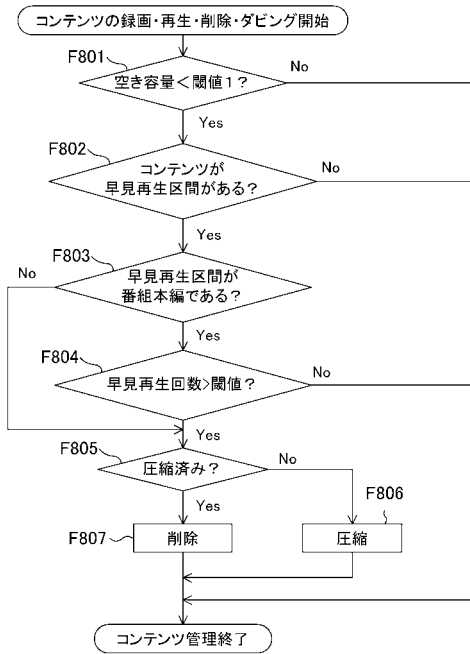 コンテンツの録画・再生・削除・ダビング開始
F801
空き容量＜閾値１？
No
Yes
F802
コンテンツが
早見再生区間がある？
No
Yes
F803
No
早見再生区間が
番組本編である？
Yes
F804
早見再生回数>閾値？
No
Yes
F805
圧縮済み？
No
Yes
F806
F807
削除
圧縮
コンテンツ管理終了